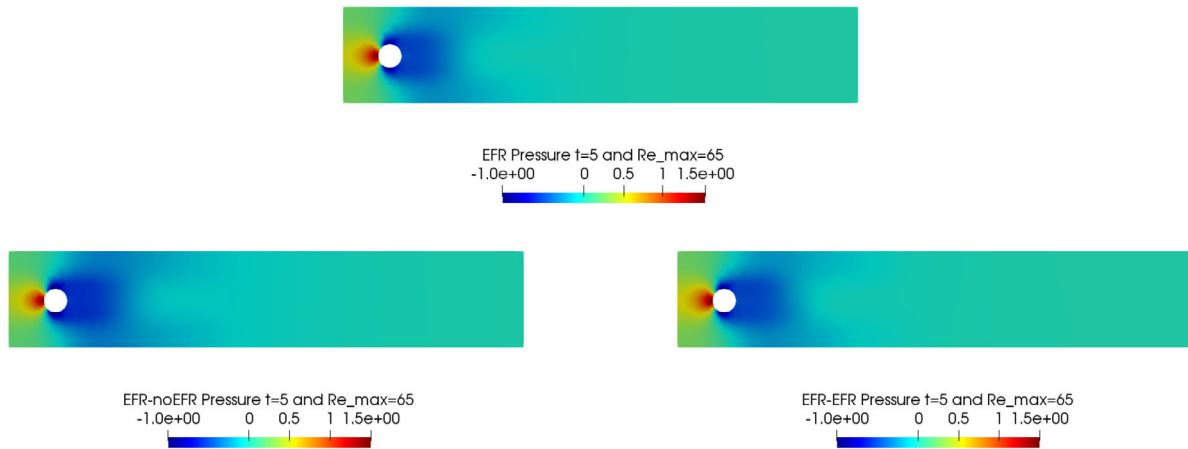 EFR Pressure t=5 and Re_max=65
-1.0e+00 0 0.5 1 1.5e+00
EFR-noEFR Pressure t=5 and Re_max=65
-1.0e+00 0 0.5 1 1.5e+00
EFR-EFR Pressure t=5 and Re_max=65
-1.0e+00 0 0.5 1 1.5e+00